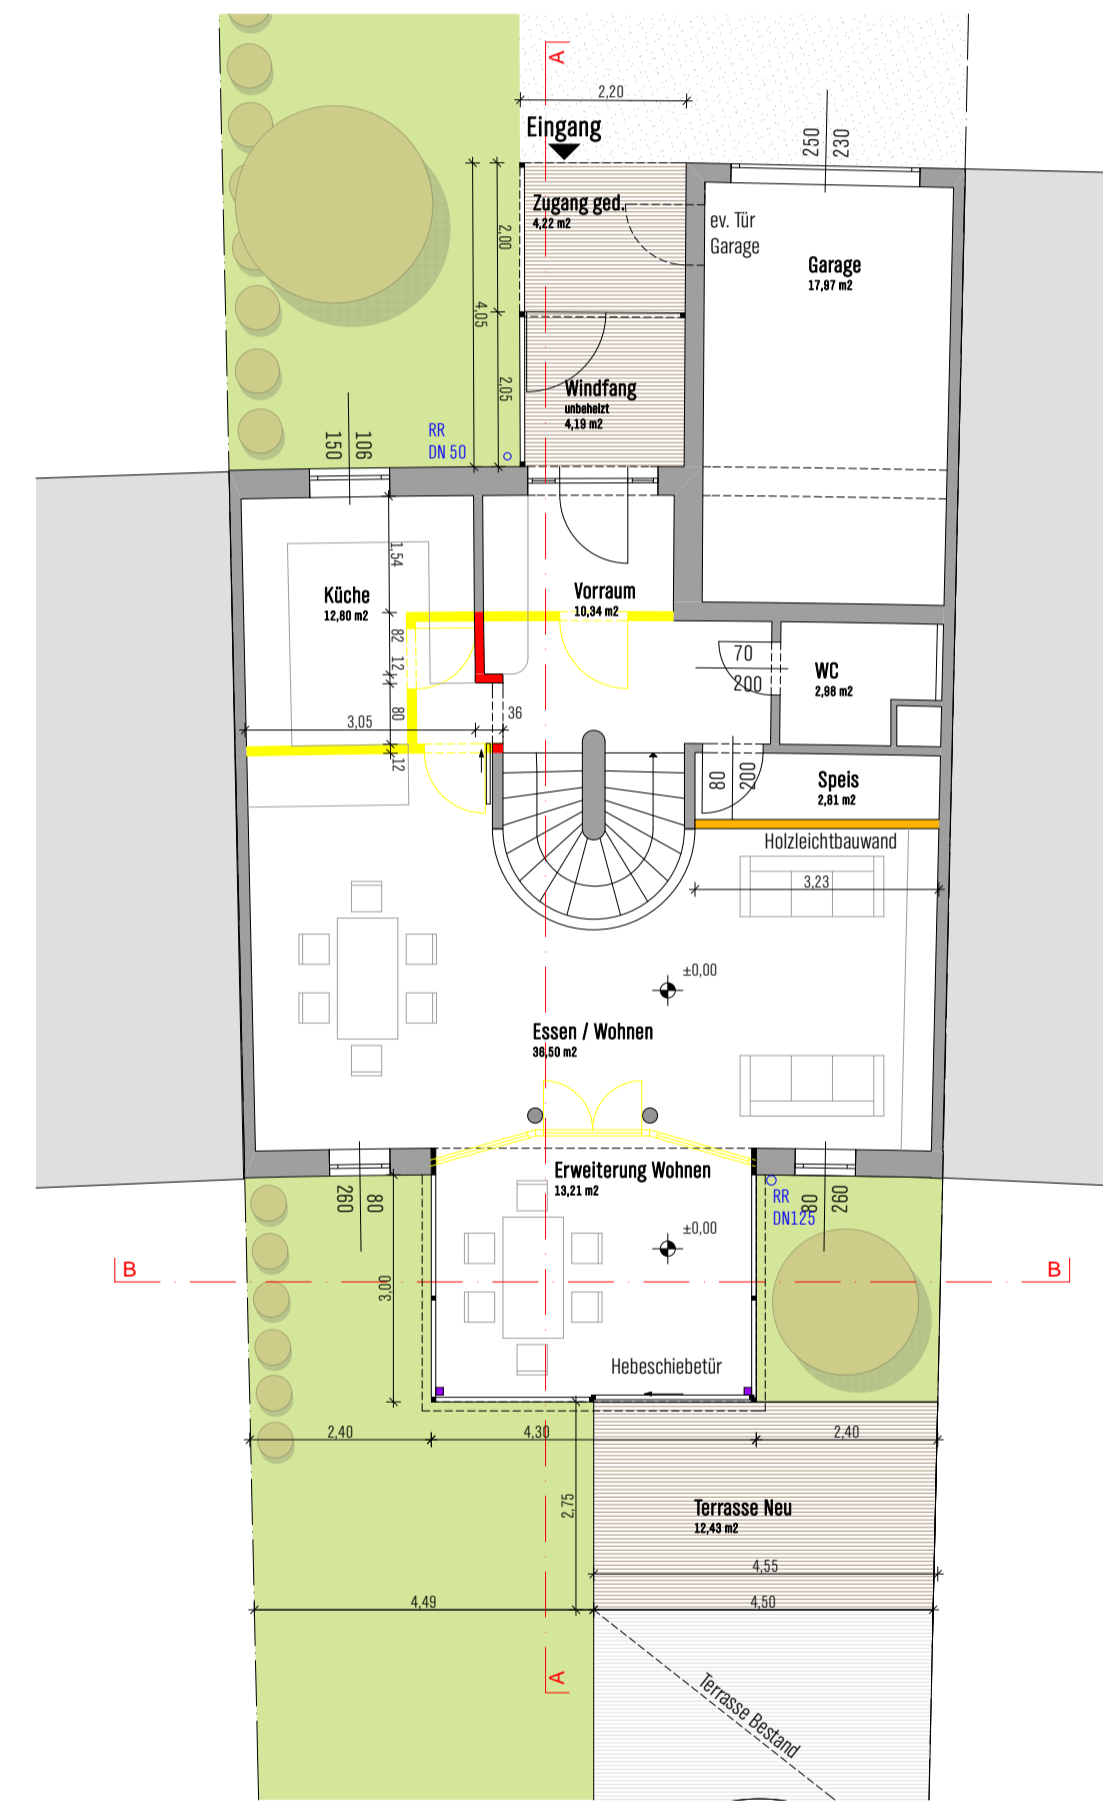 A
2,20
Eingang
250
230
Zugang ged.
4,22 m2
ev. Tür
Garage
2,00
Garage
17,97 m2
4,05
2,05
Windfang
unbeheizt
4,19 m2
RR
DN 50
150
106
1,54
Küche
12,80 m2
Vorraum
10,34 m2
82
12
70
200
WC
2,98 m2
80
36
3,05
12
80
200
Speis
2,81 m2
Holzleichtbauwand
3,23
±0,00
Essen / Wohnen
36,50 m2
Erweiterung Wohnen
13,21 m2
260
80
80
260
RR
DN125
±0,00
B
B
3,00
Hebeschiebetür
2,40
4,30
2,40
2,75
Terrasse Neu
12,43 m2
4,55
4,49
4,50
A
Terrasse Bestand